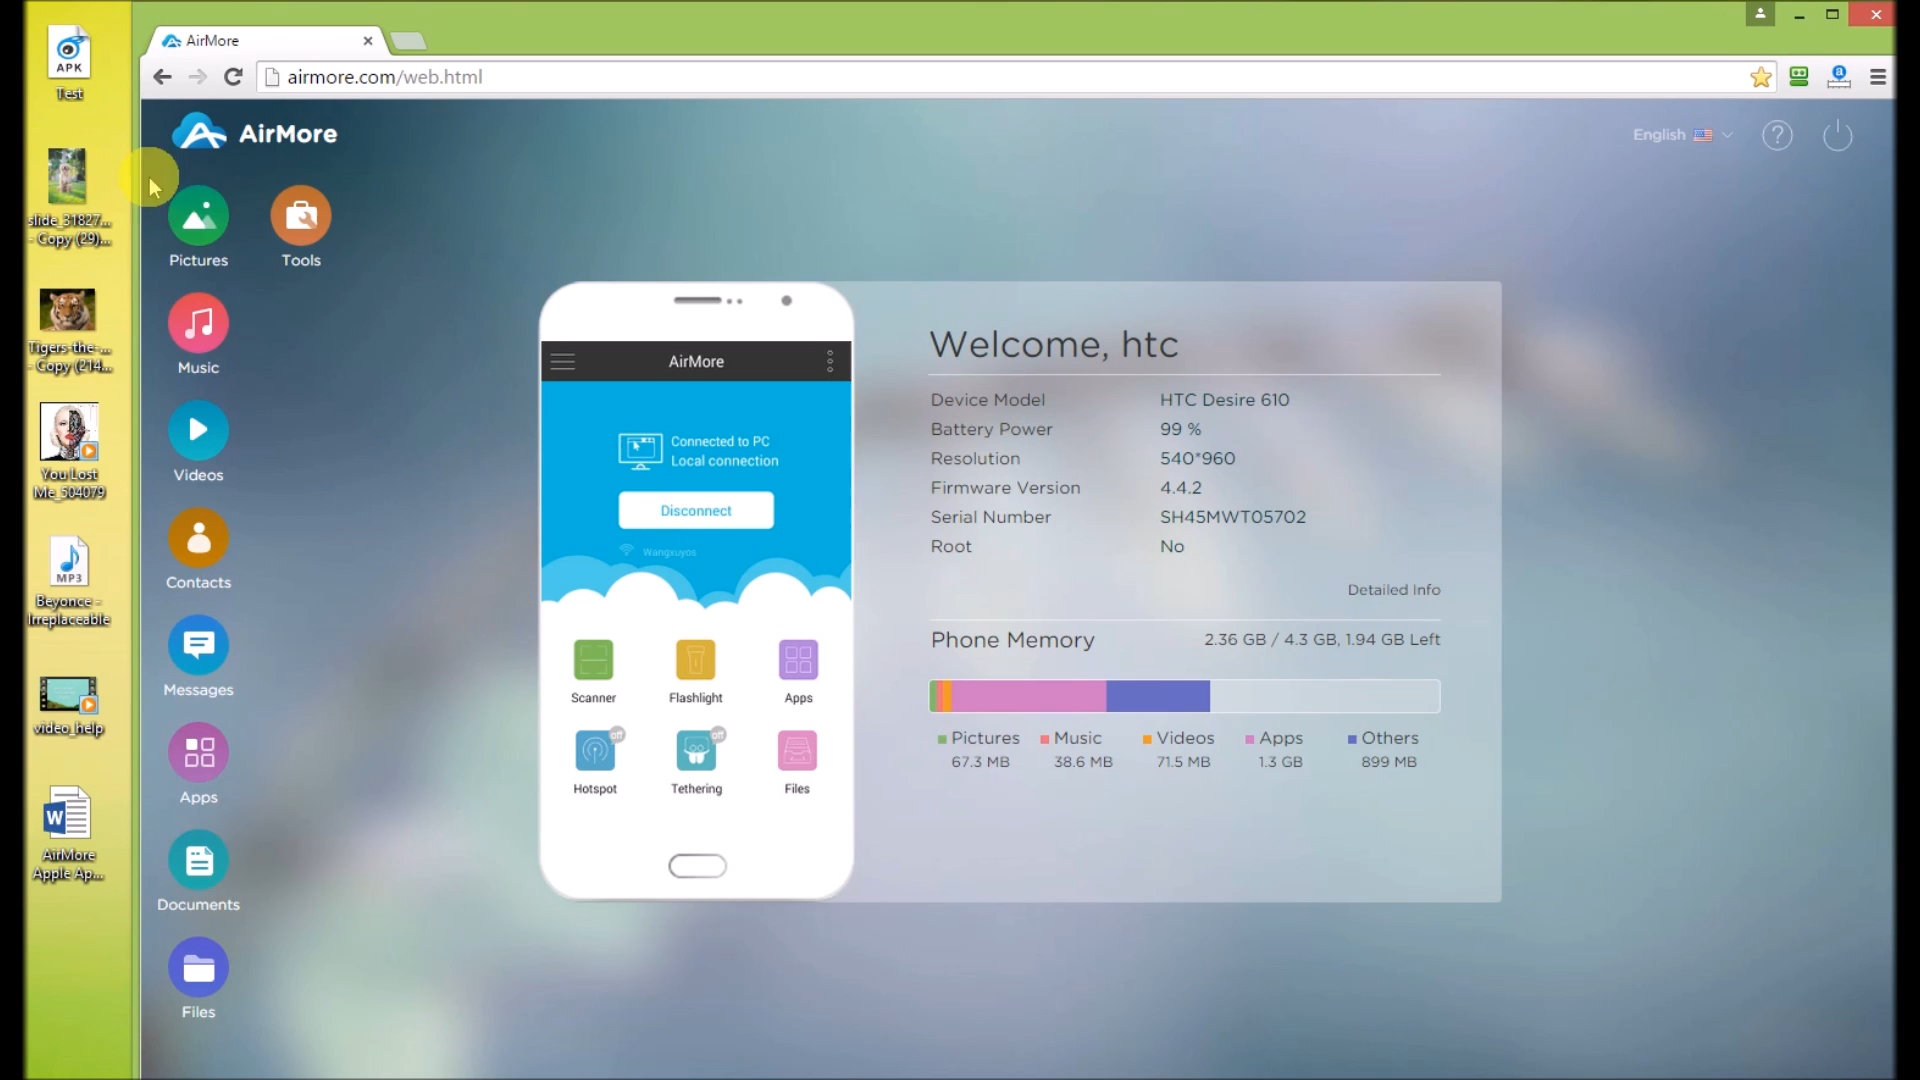 APK
Test
slide_31827...
- Copy (29)...
Tigers-the-...
- Copy (214...
You Lost
Me_504079
MP3
Beyonce -
Irreplaceable
video_help
W
AirMore
Apple Ap...
AirMore
airmore.com/web.html
AirMore
English
?
Pictures
Tools
Music
Videos
Contacts
Messages
Apps
Documents
Files
AirMore
Connected to PC
Local connection
Disconnect
Wangxuyos
Scanner
Flashlight
Apps
off
off
Hotspot
Tethering
Files
Welcome, htc
Device Model HTC Desire 610
Battery Power 99 %
Resolution 540*960
Firmware Version 4.4.2
Serial Number SH45MWT05702
Root No
Detailed Info
Phone Memory 2.36 GB / 4.3 GB, 1.94 GB Left
Pictures Music Videos Apps Others
67.3 MB 38.6 MB 71.5 MB 1.3 GB 899 MB